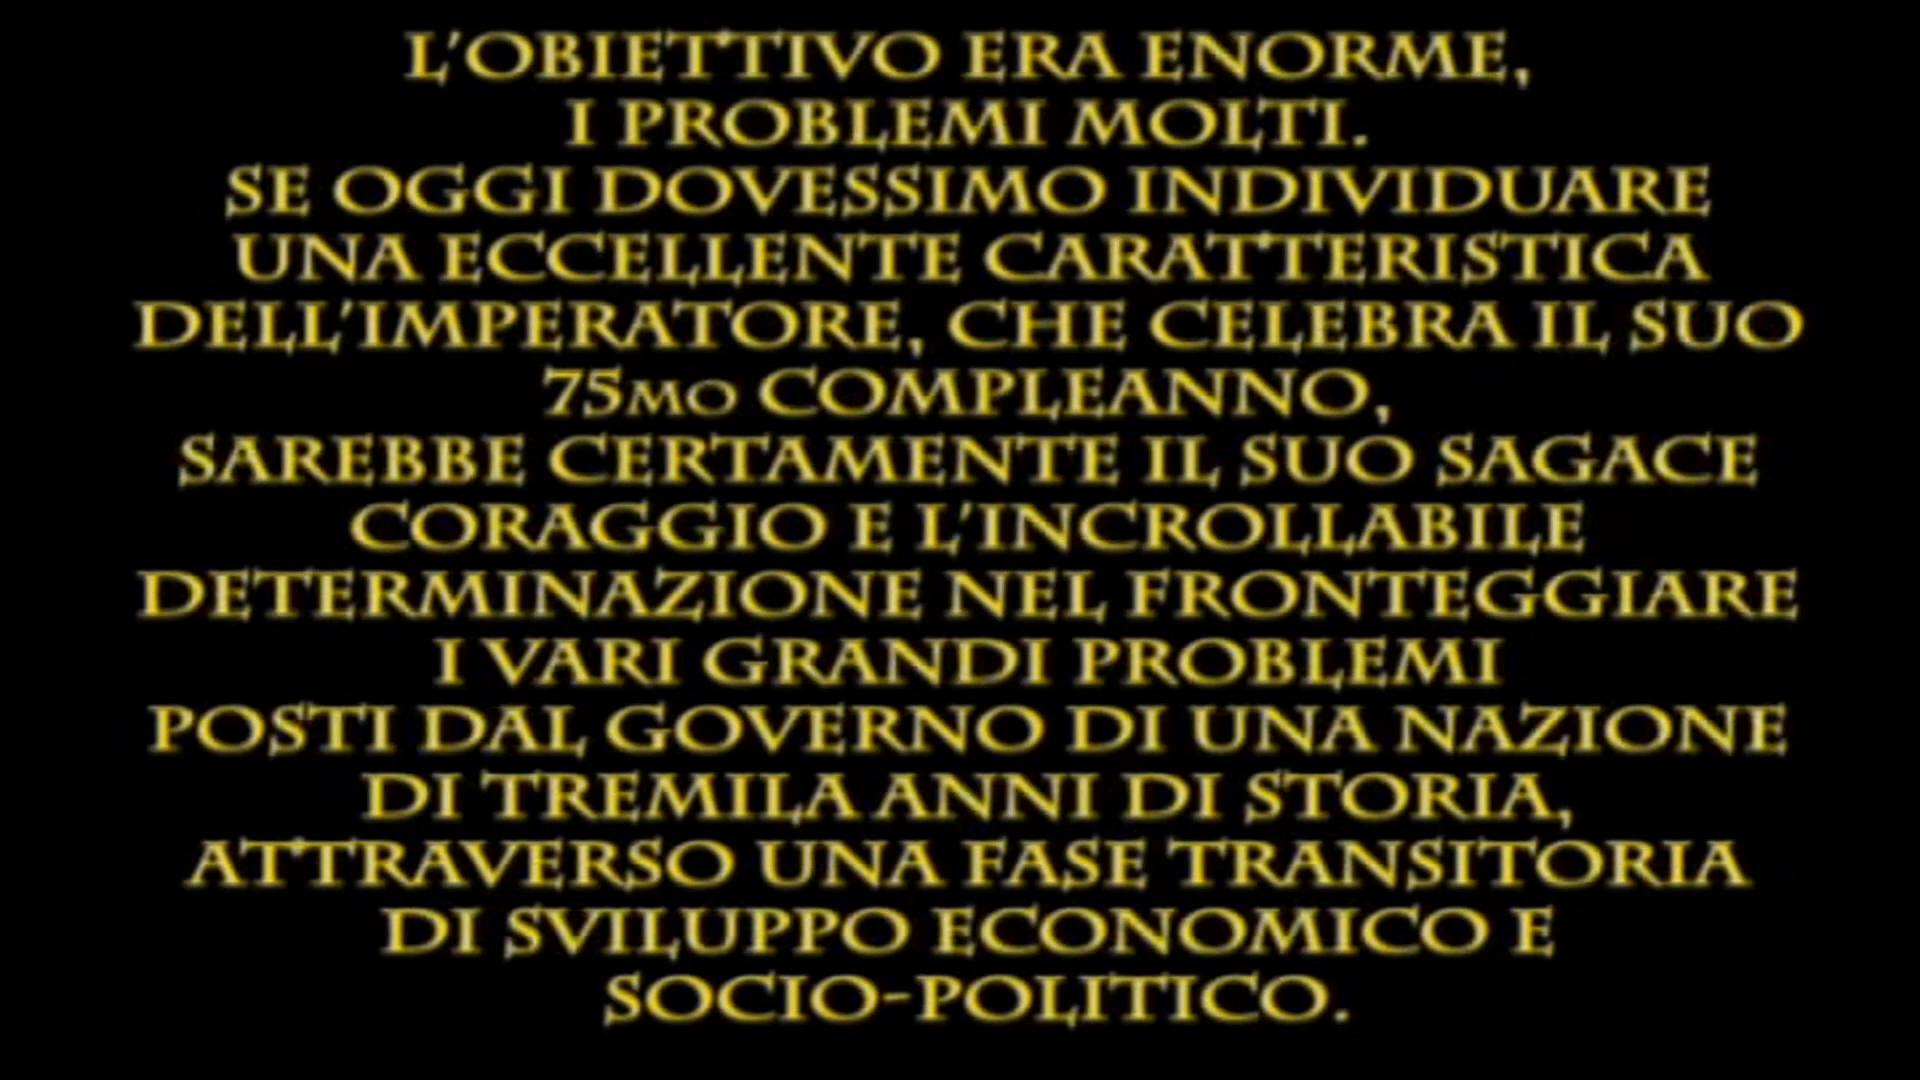 L'OBIETTIVO ERA ENORME,
I PROBLEMI MOLTI.
SE OGGI DOVESSIMO INDIVIDUARE
UNA ECCELLENTE CARATTERISTICA
DELL'IMPERATORE, CHE CELEBRA IL SUO
75MO COMPLEANNO,
SAREBBE CERTAMENTE IL SUO SAGACE
CORAGGIO E L'INCROLLABILE
DETERMINAZIONE NEL FRONTEGGIARE
I VARI GRANDI PROBLEMI
POSTI DAL GOVERNO DI UNA NAZIONE
DI TREMILA ANNI DI STORIA,
ATTRAVERSO UNA FASE TRANSITORIA
DI SVILUPPO ECONOMICO E
SOCIO-POLITICO.